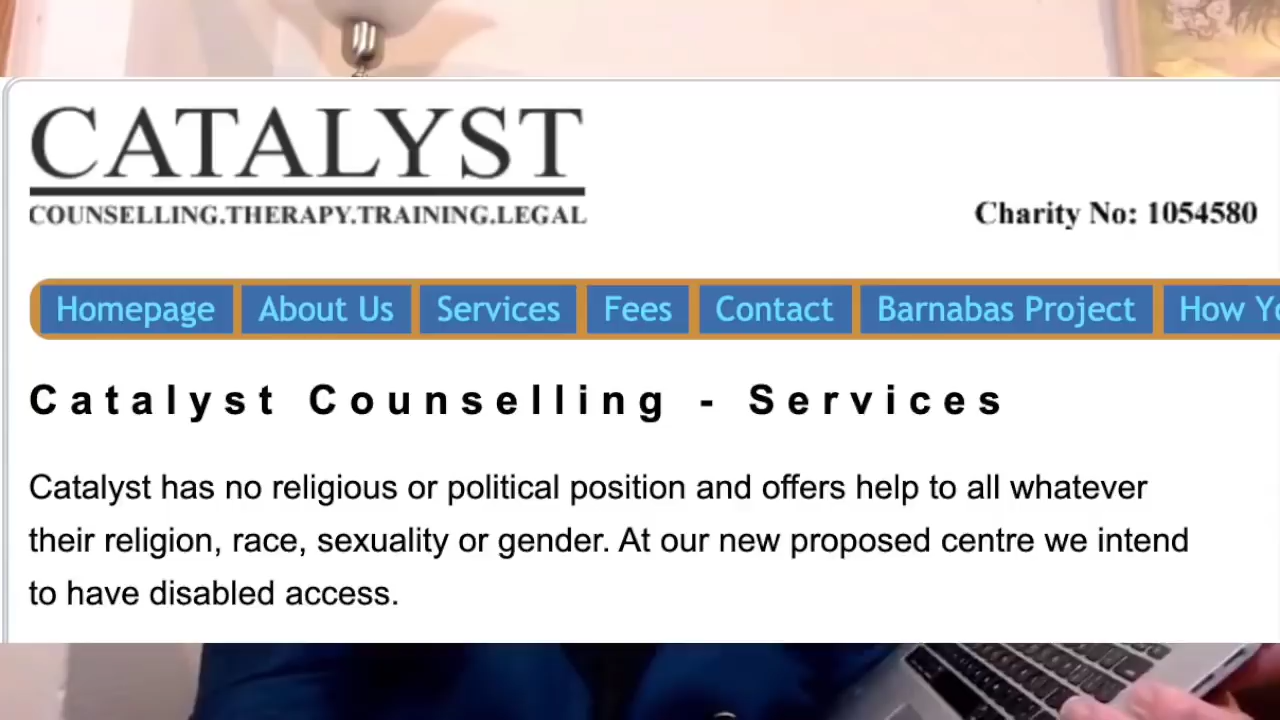 CATALYST
COUNSELLING.THERAPY.TRAINING.LEGAL
Charity No: 1054580
Homepage About Us Services Fees Contact Barnabas Project How
Catalyst Counselling - Services
Catalyst has no religious or political position and offers help to all whatever
their religion, race, sexuality or gender. At our new proposed centre we intend
to have disabled access.